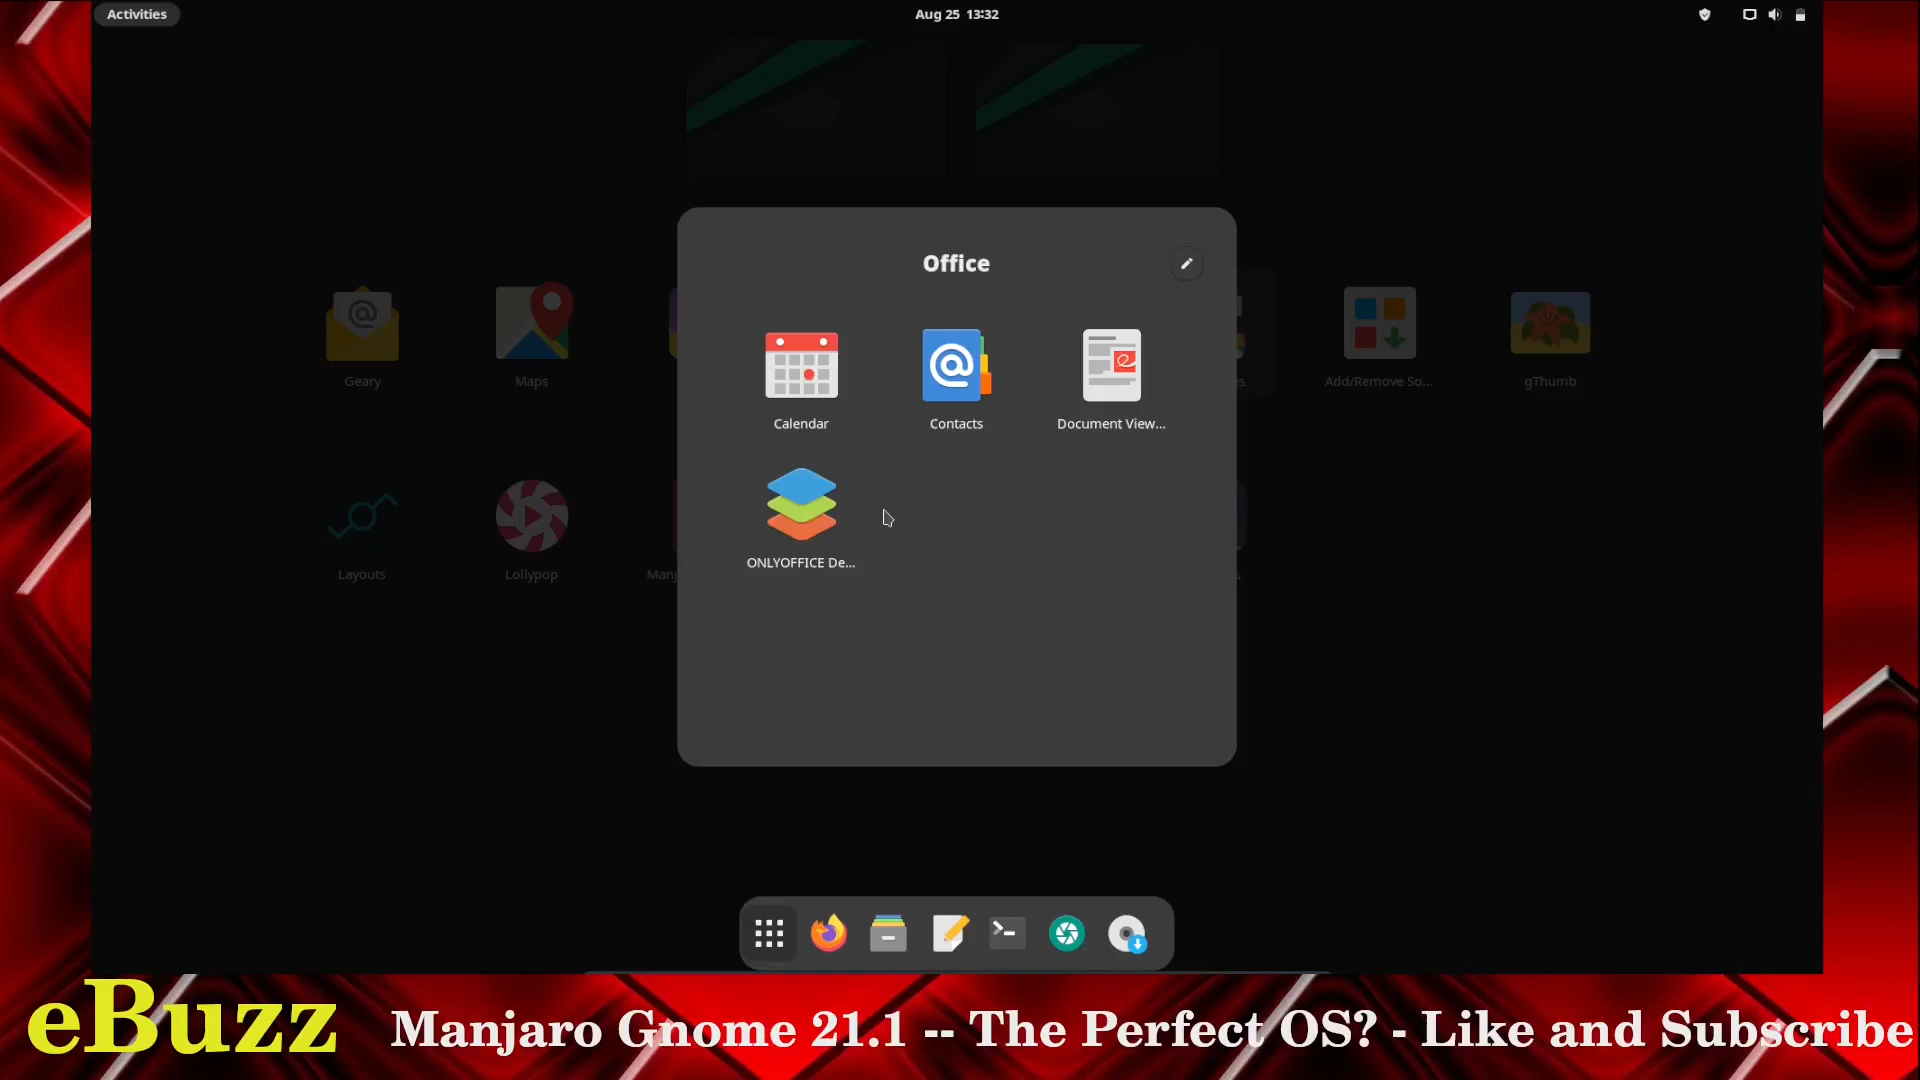 Activities
Aug 25 13:32
Office
Geary
Maps
Calendar
Contacts
Document View...
Add/Remove So...
gThumb
Layouts
Lollypop
ONLYOFFICE De...
eBuzz
Manjaro Gnome 21.1 -- The Perfect OS? - Like and Subscribe